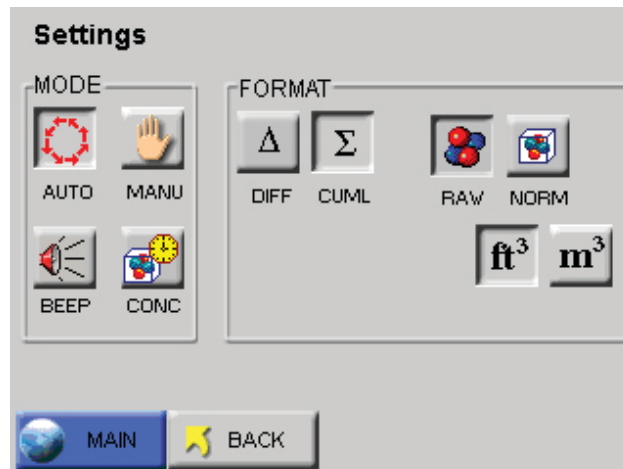 Settings
MODE
FORMAT
Δ
Σ
AUTO MANU
DIFF CUML
RAW NORM
ft³ m³
BEEP CONC
MAIN BACK